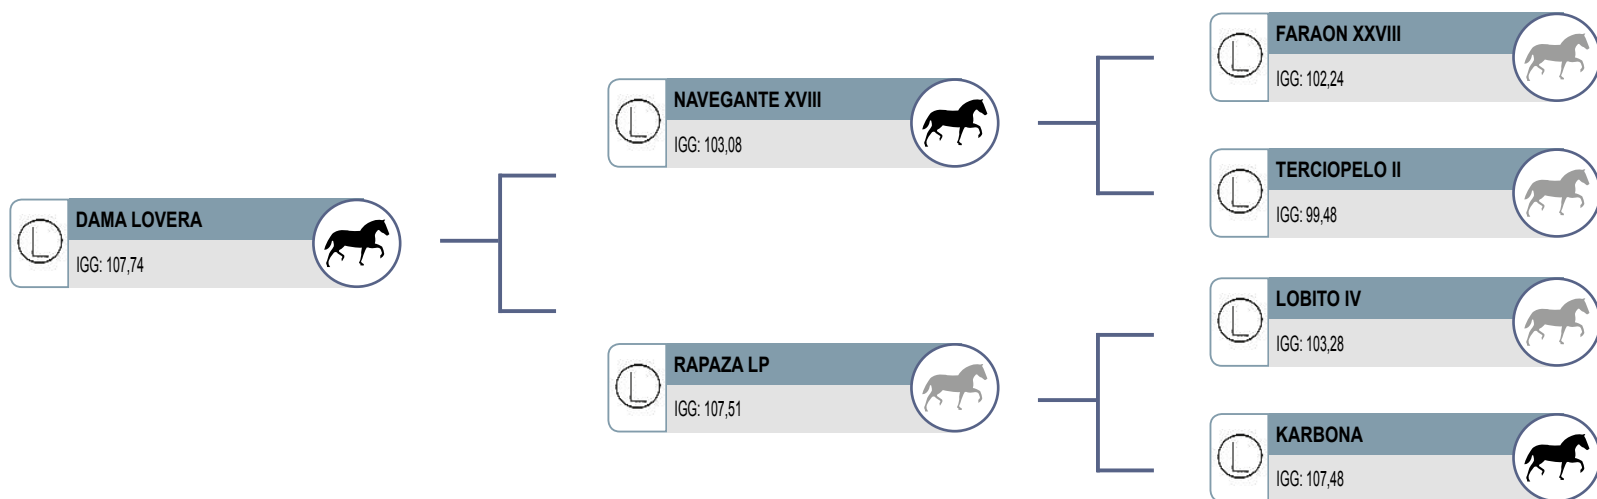 DAMA LOVERA
IGG: 107,74
NAVEGANTE XVIII
IGG: 103,08
RAPAZA LP
IGG: 107,51
FARAON XXVIII
IGG: 102,24
TERCIOPELO II
IGG: 99,48
LOBITO IV
IGG: 103,28
KARBONA
IGG: 107,48